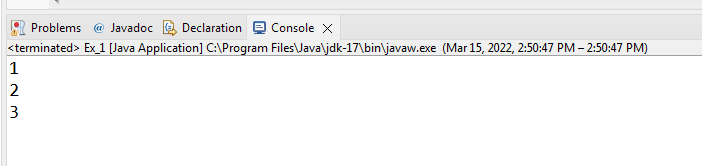 Problems @ Javadoc Declaration Console
<terminated> Ex_1 [Java Application] C:\Program Files\Java\jdk-17\bin\javaw.exe (Mar 15, 2022, 2:50:47 PM – 2:50:47 PM)
1
2
3